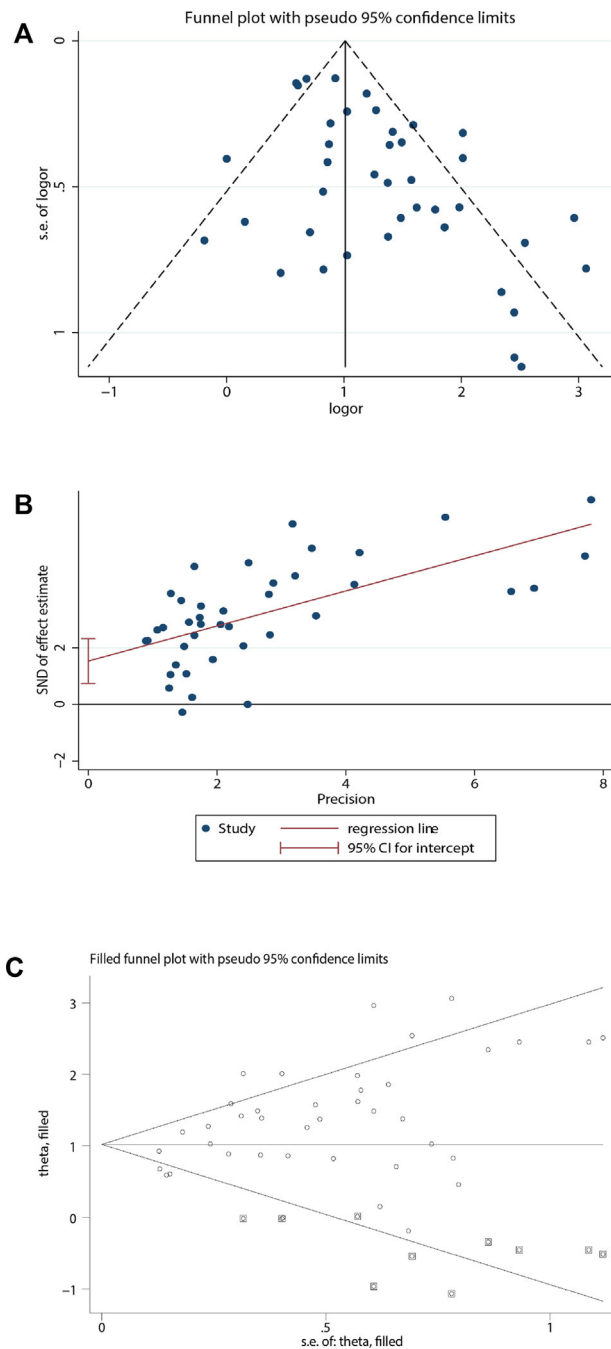 A
Funnel plot with pseudo 95% confidence limits
0
.5
1
s.e. of logor
−1 0 1 2 3
logor
B
SND of effect estimate
2
0
−2
0 2 4 6 8
Precision
Study regression line
95% CI for intercept
C
Filled funnel plot with pseudo 95% confidence limits
theta, filled
3
2
1
0
−1
0 .5 1
s.e. of: theta, filled